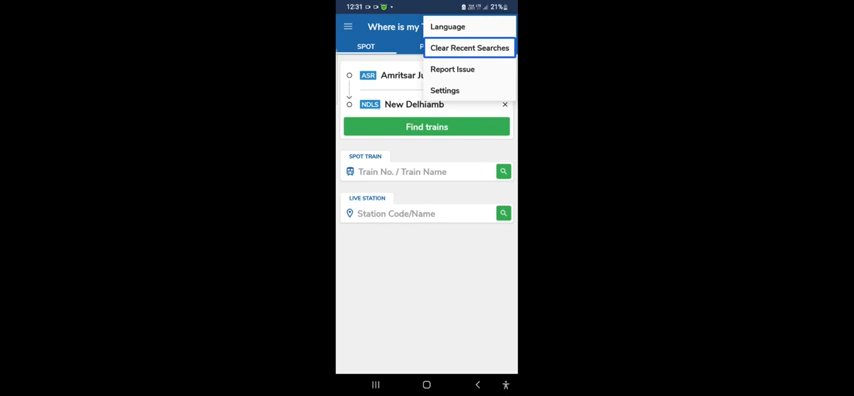 12:31 21%
Where is my
Language
SPOT
Clear Recent Searches
Report Issue
ASR Amritsar Ju
Settings
NDLS New Delhiamb
Find trains
SPOT TRAIN
Train No. / Train Name
LIVE STATION
Station Code/Name